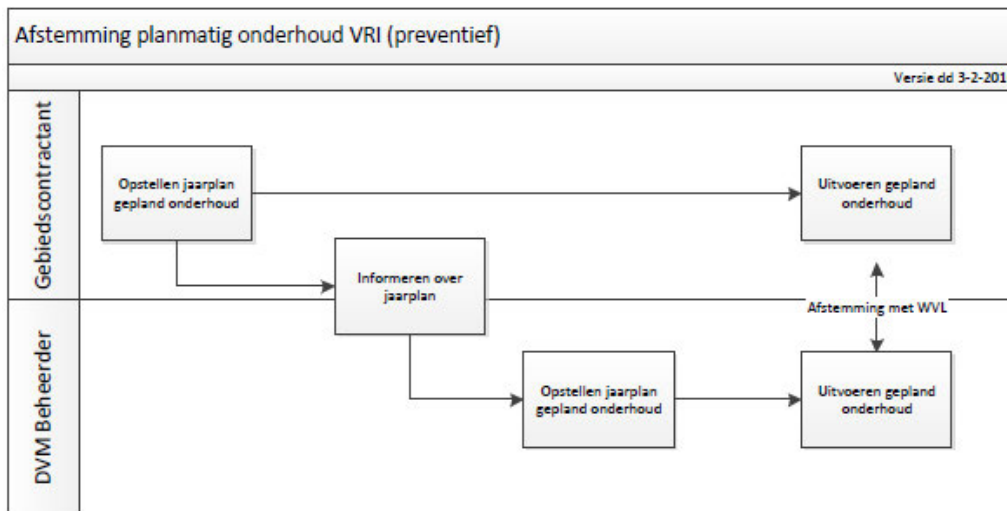 Afstemming planmatig onderhoud VRI (preventief)
Versie dd 3-2-201
Gebiedscontractant
Opstellen jaarplan
gepland onderhoud
Uitvoeren gepland
onderhoud
Informeren over
jaarplan
Afstemming met WVL
DVM Beheerder
Opstellen jaarplan
gepland onderhoud
Uitvoeren gepland
onderhoud